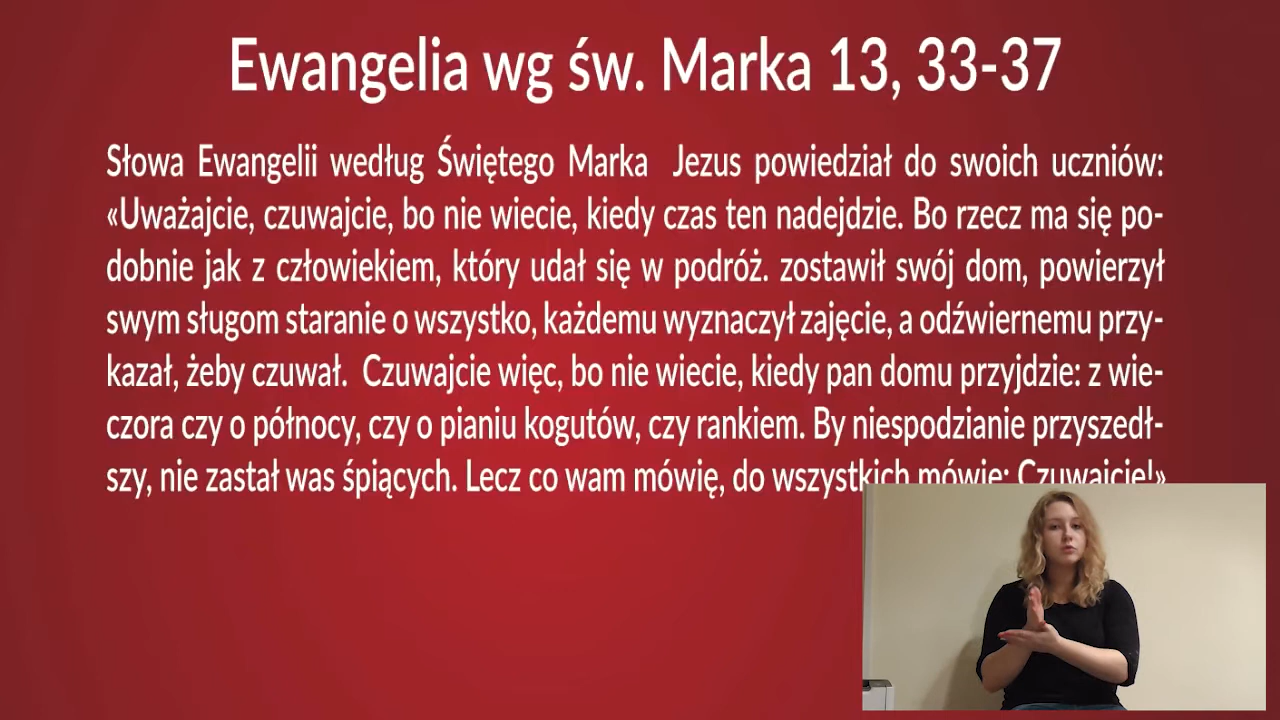 Ewangelia wg św. Marka 13, 33-37
Słowa Ewangelii według Świętego Marka Jezus powiedział do swoich uczniów:
«Uważajcie, czuwajcie, bo nie wiecie, kiedy czas ten nadejdzie. Bo rzecz ma się po-
dobnie jak z człowiekiem, który udał się w podróż. zostawił swój dom, powierzył
swym sługom staranie o wszystko, każdemu wyznaczył zajęcie, a odźwiernemu przy-
kazał, żeby czuwał. Czuwajcie więc, bo nie wiecie, kiedy pan domu przyjdzie: z wie-
czora czy o północy, czy o pianiu kogutów, czy rankiem. By niespodzianie przyszedł-
szy, nie zastał was śpiących. Lecz co wam mówię, do wszystkich mówię: Czuwajcie!»